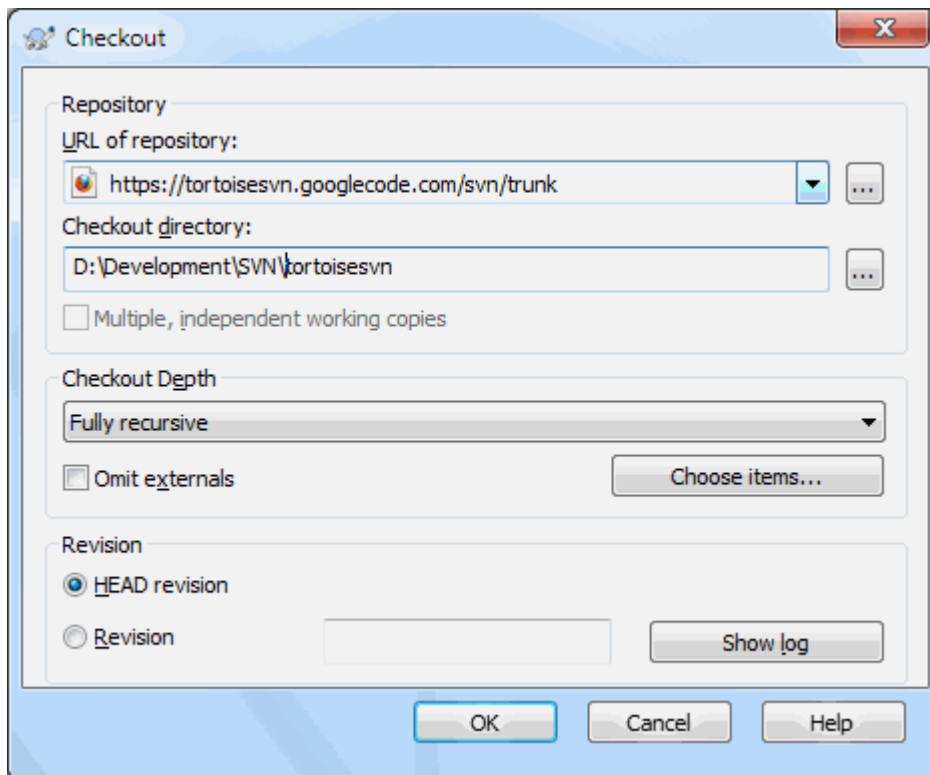 Checkout
Repository
URL of repository:
https://tortoisesvn.googlecode.com/svn/trunk
...
Checkout directory:
D:\Development\SVN\tortoisesvn
...
Multiple, independent working copies
Checkout Depth
Fully recursive
Omit externals
Choose items...
Revision
HEAD revision
Revision
Show log
OK
Cancel
Help